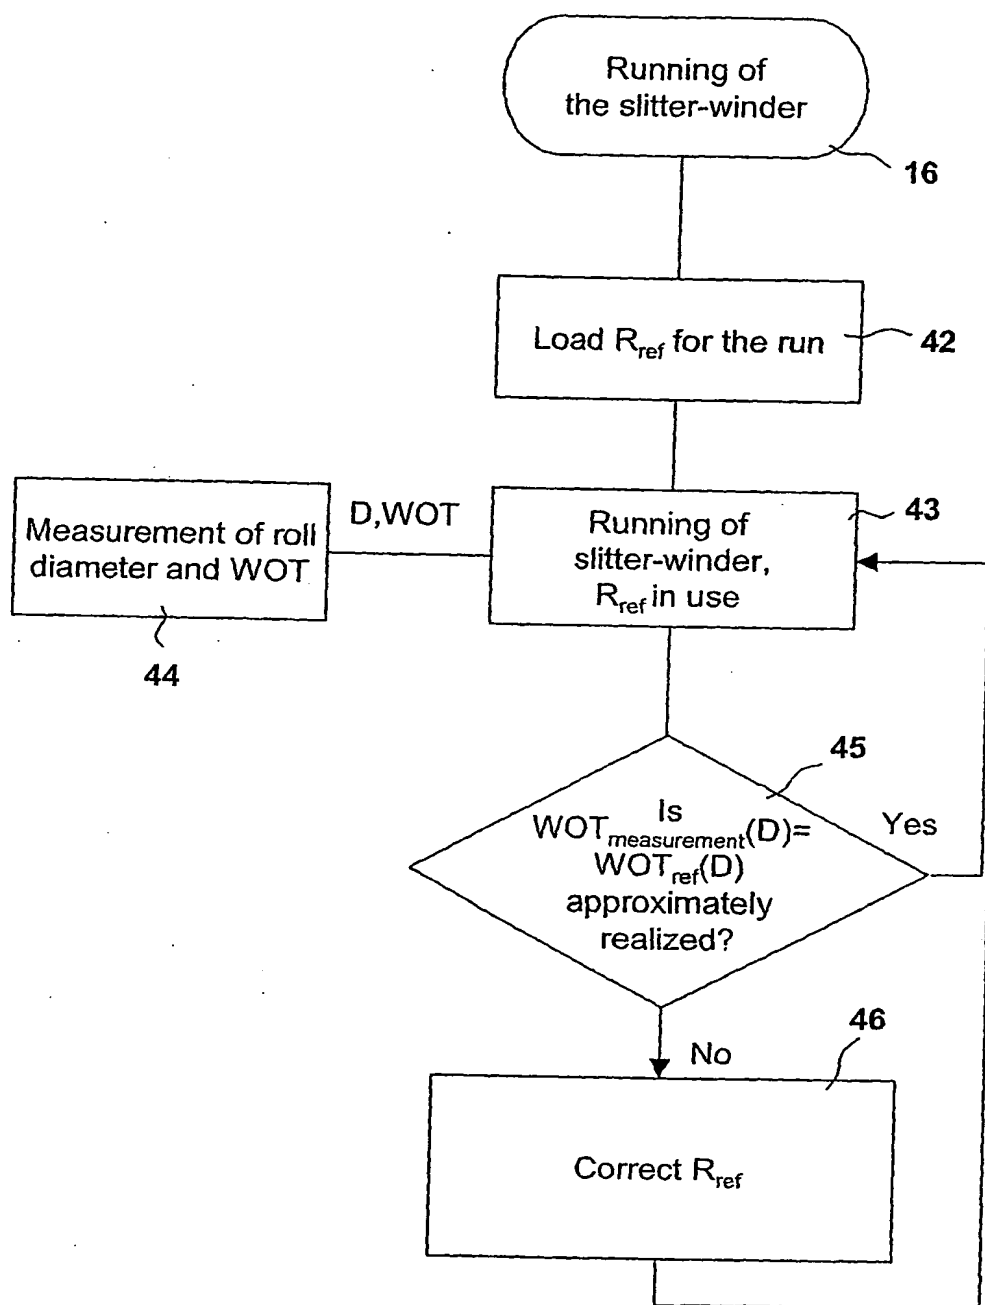 Running of
the slitter-winder
16
Load Rref for the run
42
Measurement of roll
diameter and WOT
44
D,WOT
Running of
slitter-winder,
Rref in use
43
45
Is
WOTmeasurement(D)=
WOTref(D)
approximately
realized?
Yes
No
46
Correct Rref